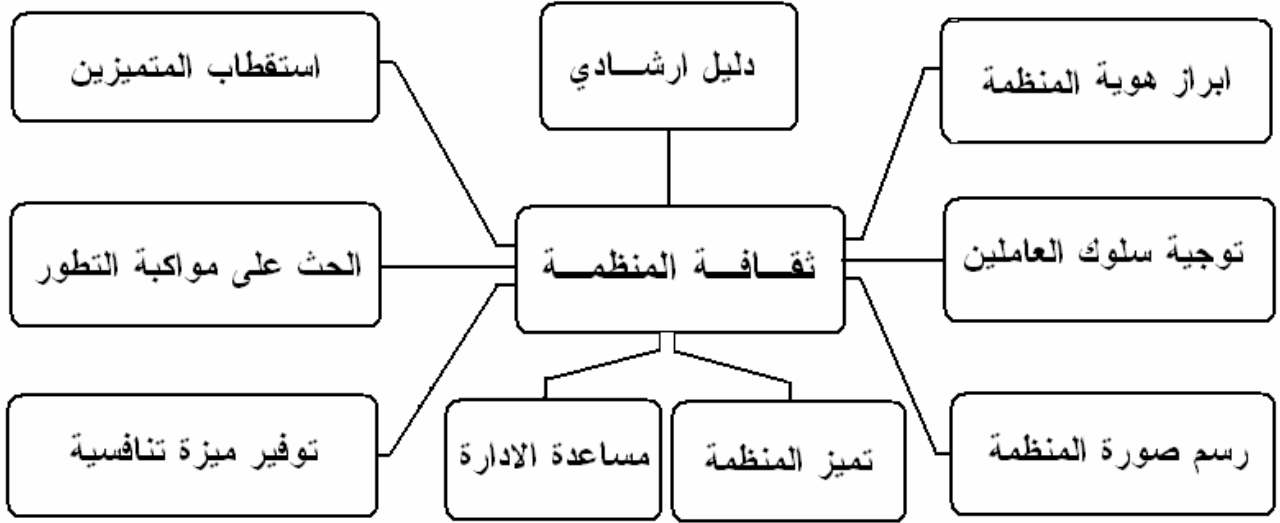 ابراز هوية المنظمة
دليل ارشـــادي
استقطاب المتميزين
توجية سلوك العاملين
ثقـــافـــة المنظمـــة
الحث على مواكبة التطور
رسم صورة المنظمة
تميز المنظمة
مساعدة الادارة
توفير ميزة تنافسية